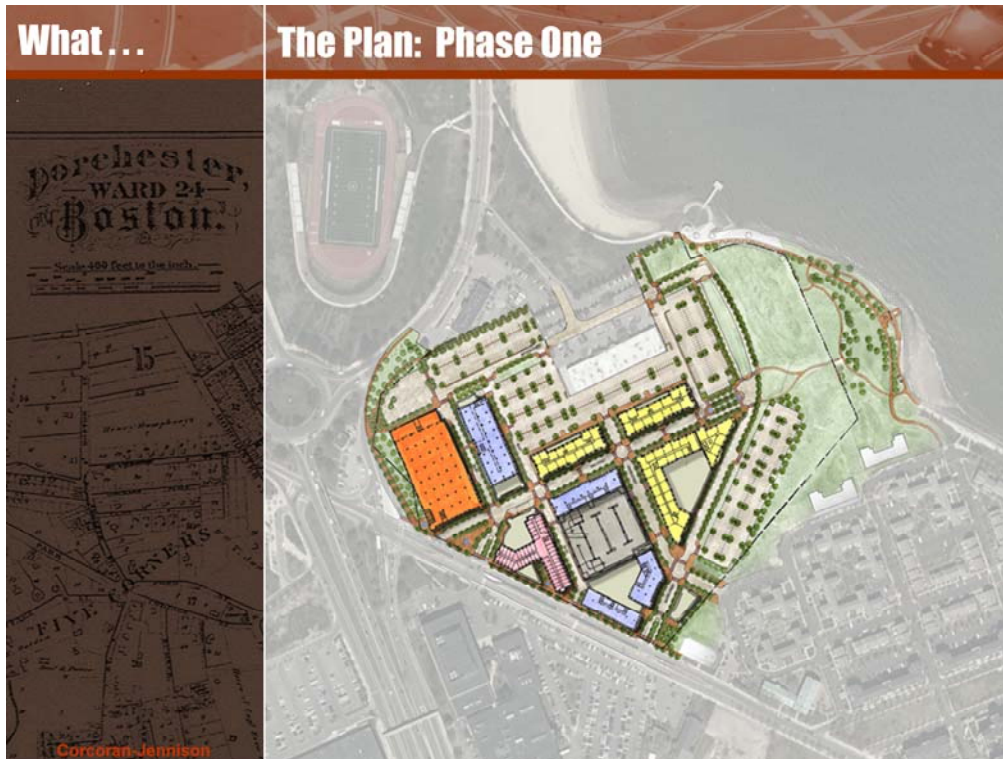 What . . .
The Plan: Phase One
Dorchester,
WARD 24
Boston.
Scale 400 feet to the inch.
15
FIVE CORNERS
Corcoran-Jennison